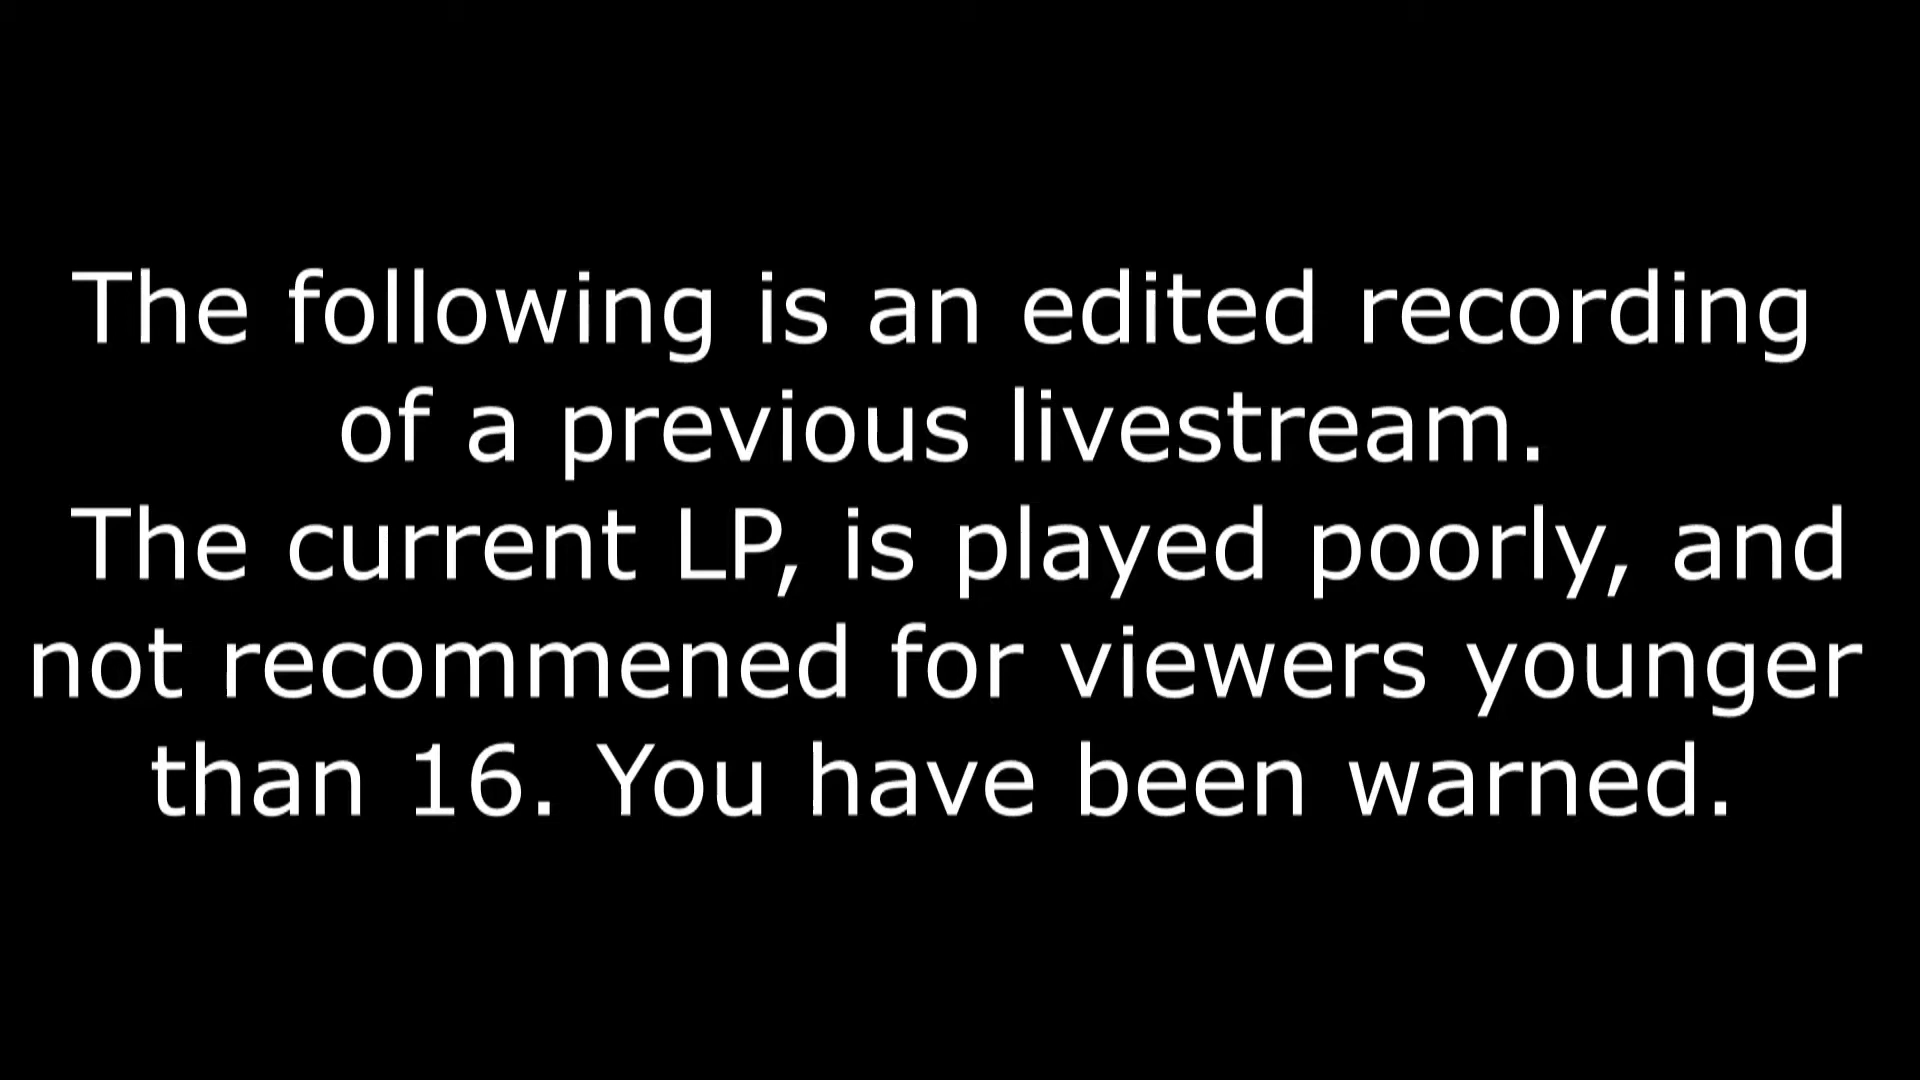 The following is an edited recording
of a previous livestream.
The current LP, is played poorly, and
not recommened for viewers younger
than 16. You have been warned.